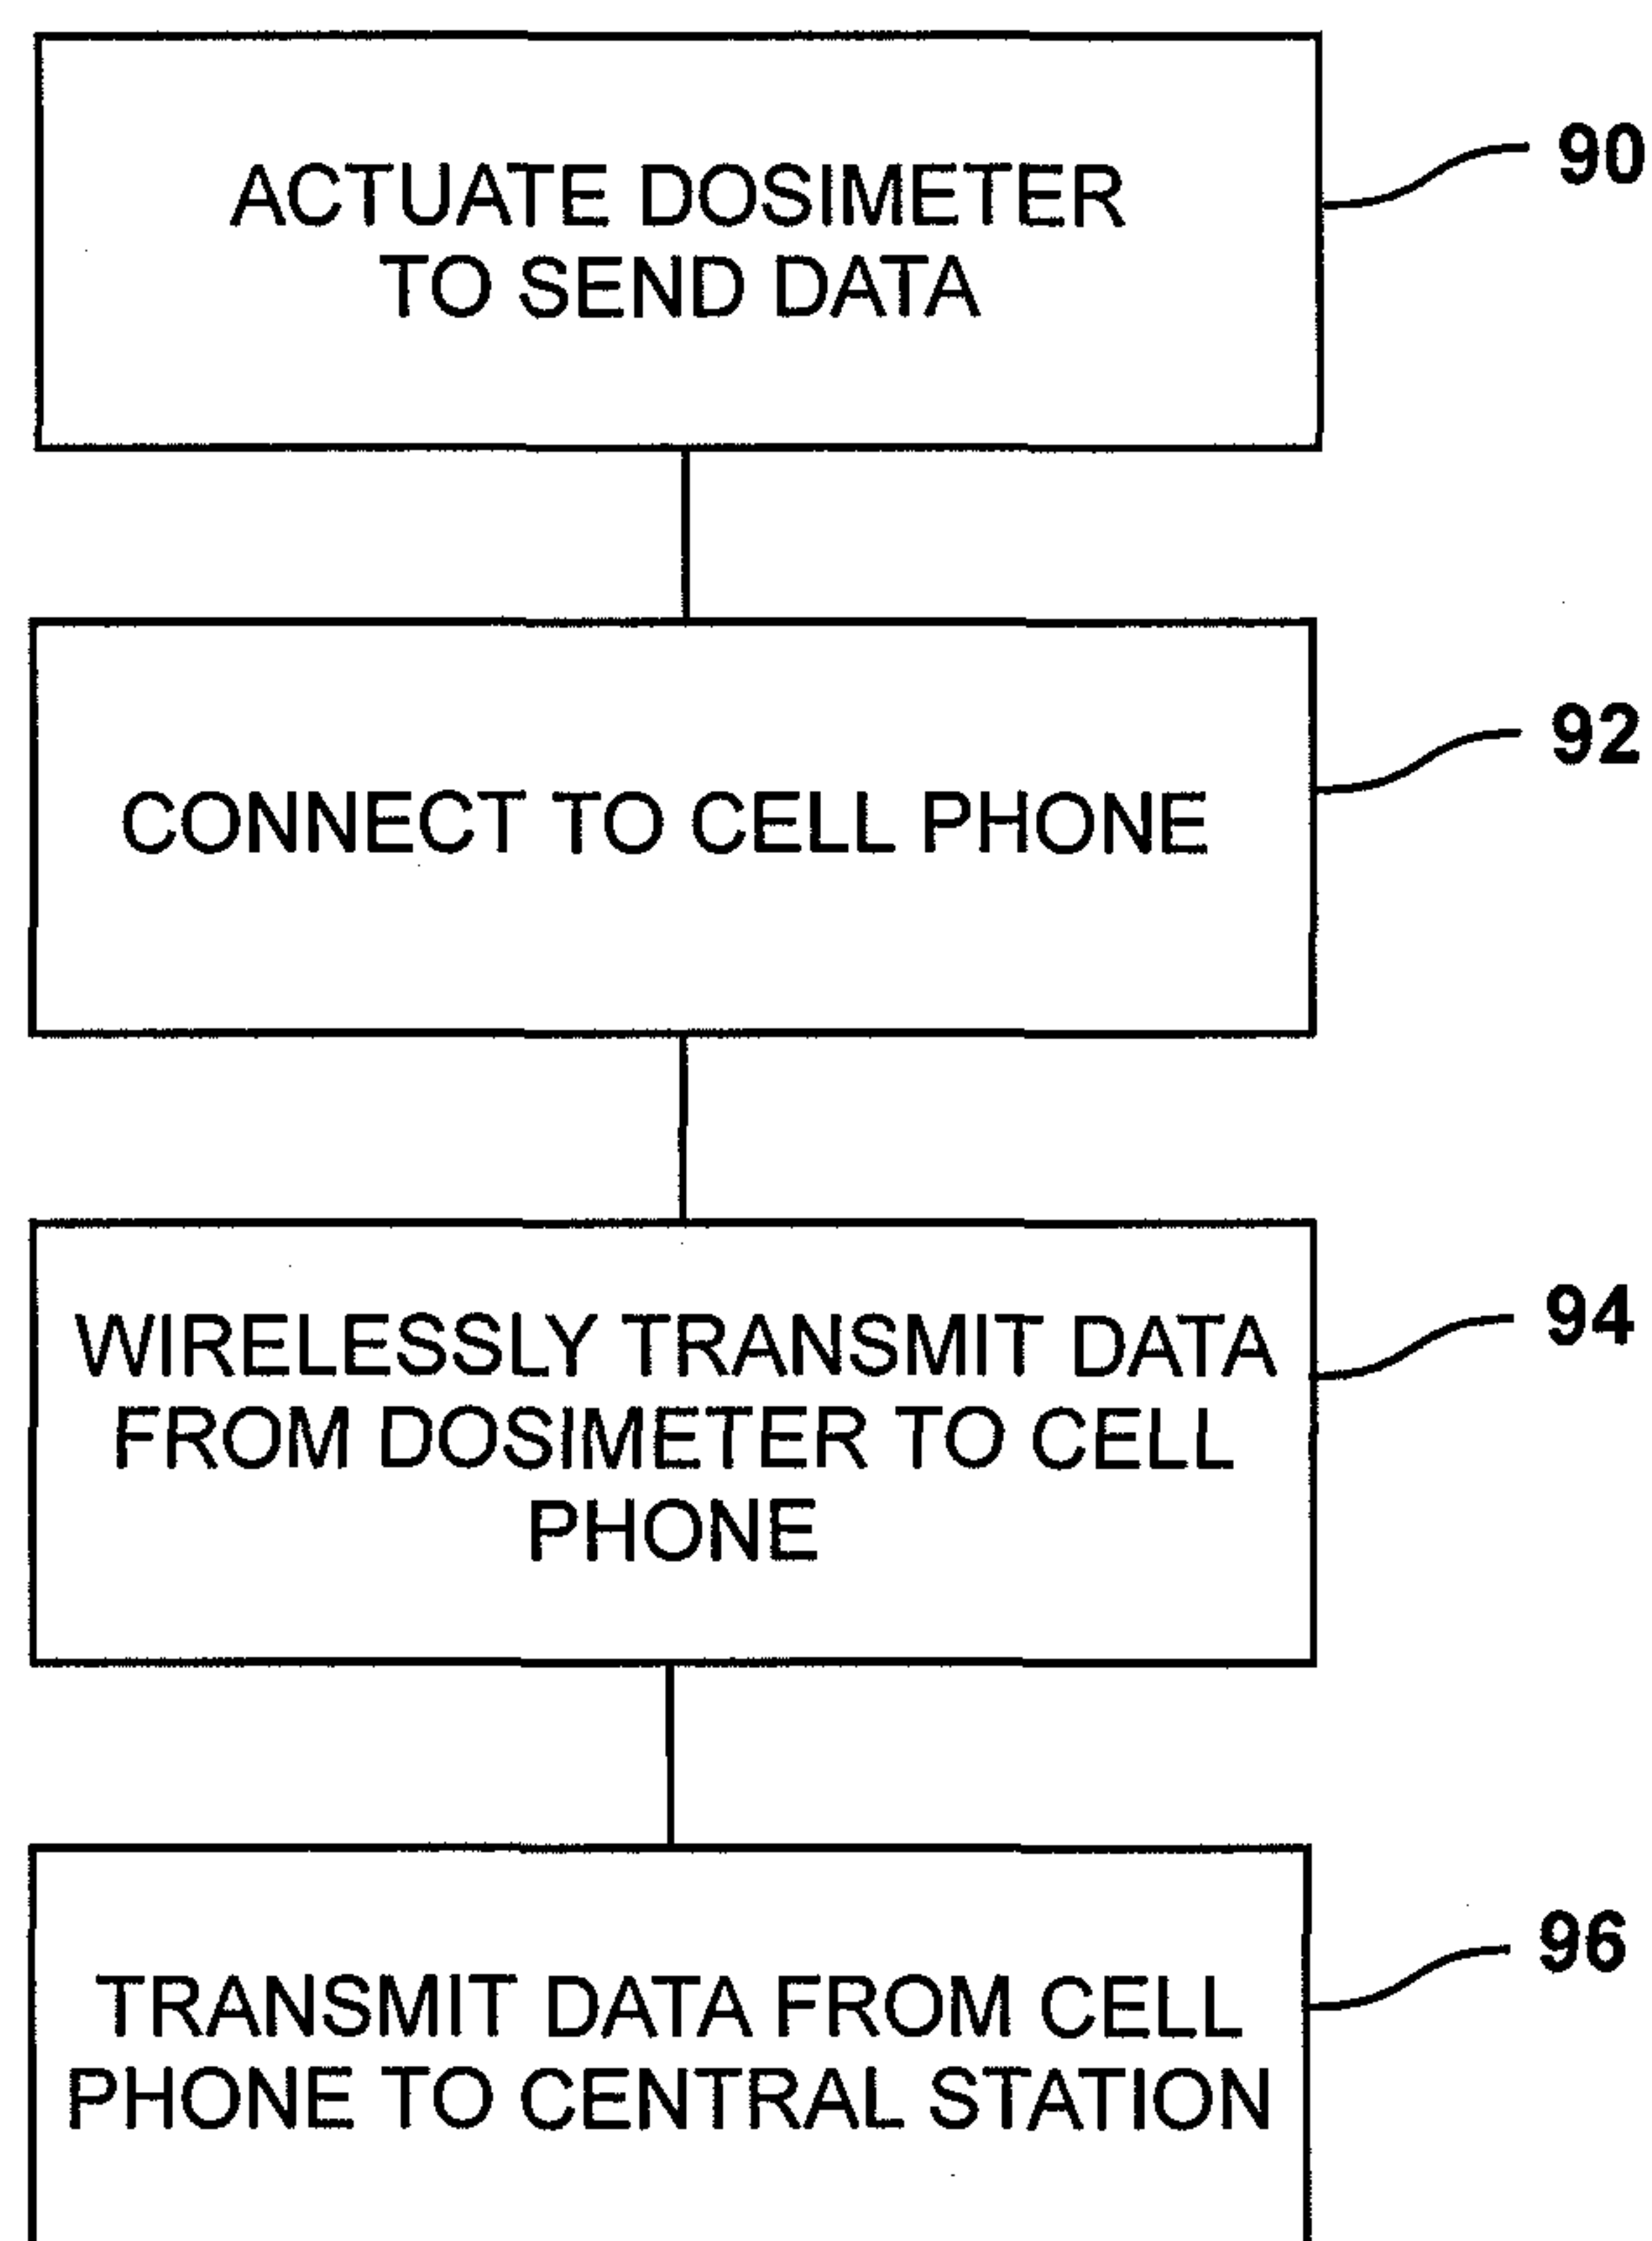 ACTUATE DOSIMETER
TO SEND DATA
90
CONNECT TO CELL PHONE
92
WIRELESSLY TRANSMIT DATA
FROM DOSIMETER TO CELL
PHONE
94
TRANSMIT DATA FROM CELL
PHONE TO CENTRAL STATION
96